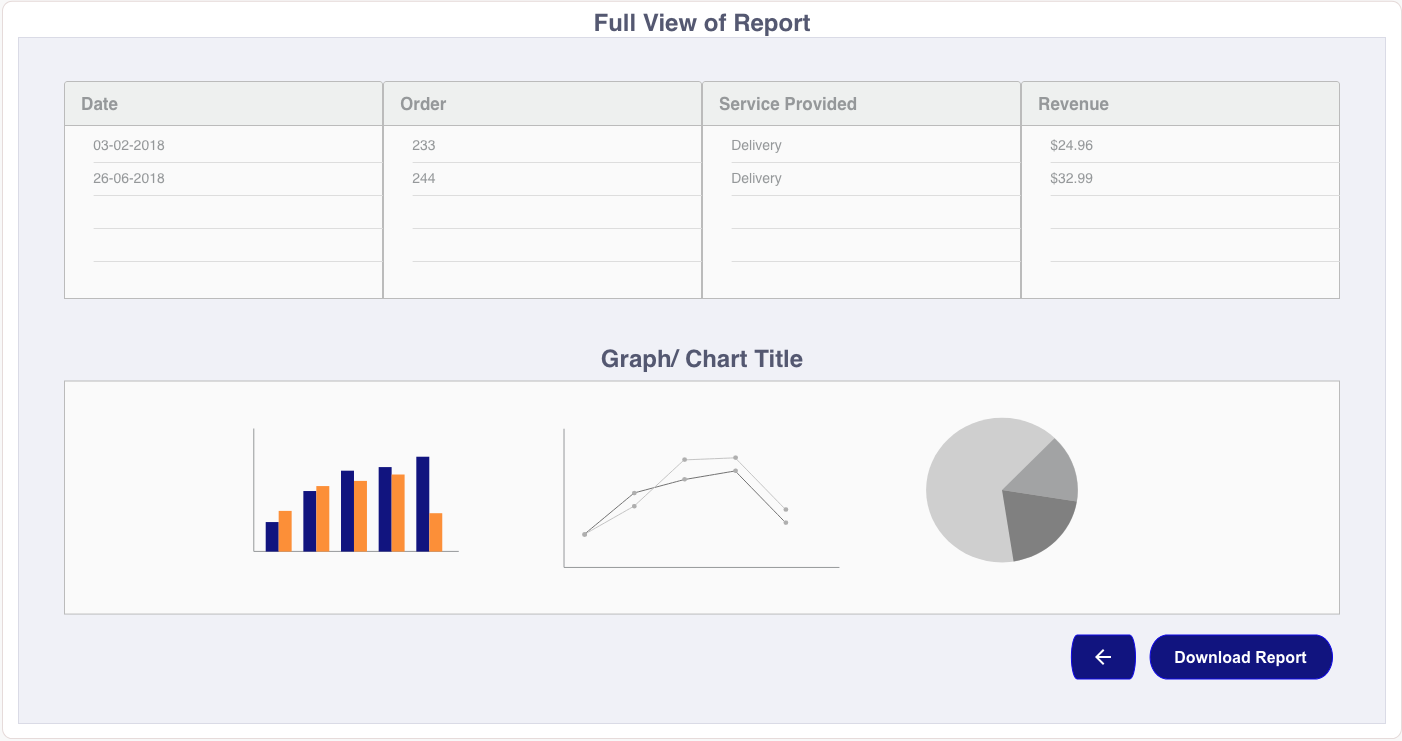 Full View of Report
Date Order Service Provided Revenue
03-02-2018 233 Delivery $24.96
26-06-2018 244 Delivery $32.99
Graph/ Chart Title
Download Report